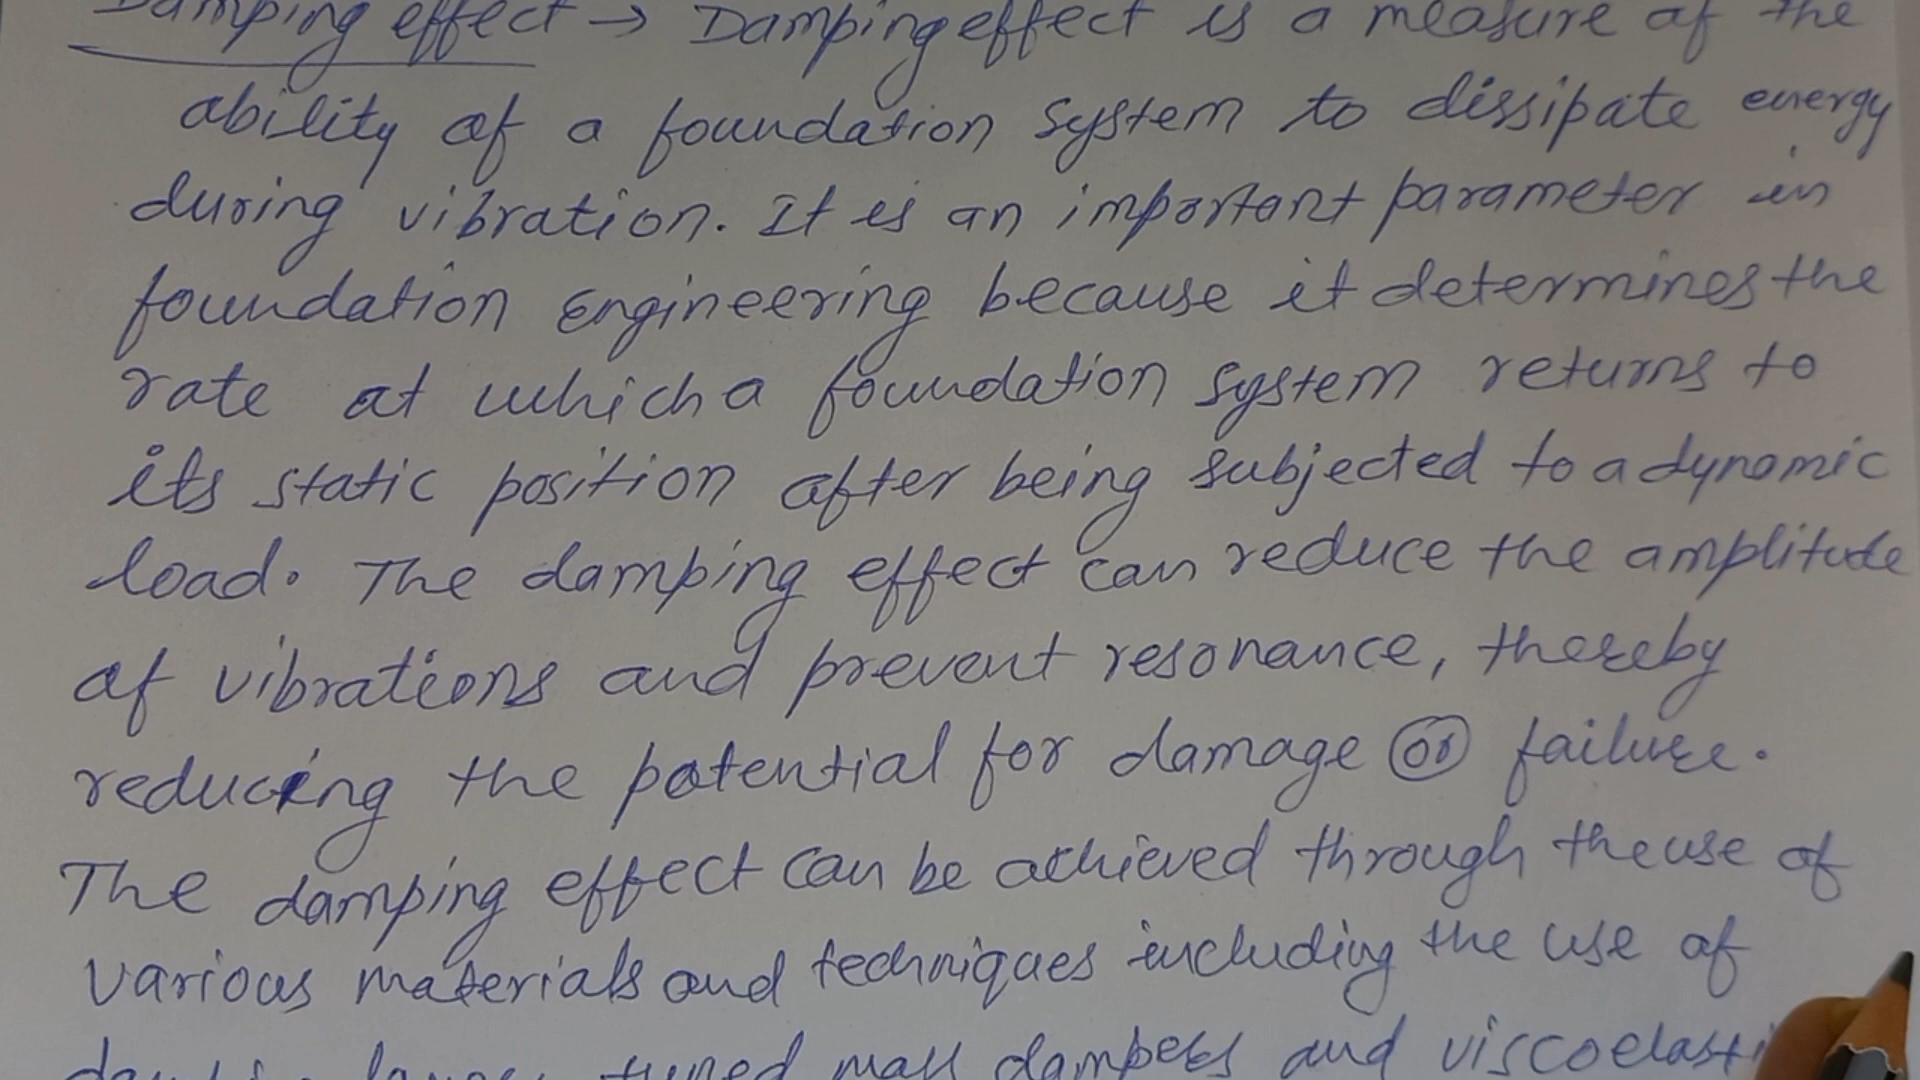 Damping effect → Damping effect is a measure of the
ability of a foundation system to dissipate energy
during vibration. It is an important parameter in
foundation Engineering because it determines the
rate at which a foundation system returns to
its static position after being subjected to a dynamic
load. The damping effect can reduce the amplitude
of vibrations and prevent resonance, thereby
reducing the potential for damage or failure.
The damping effect can be achieved through the use of
various materials and techniques including the use of
tuned mass dampers and